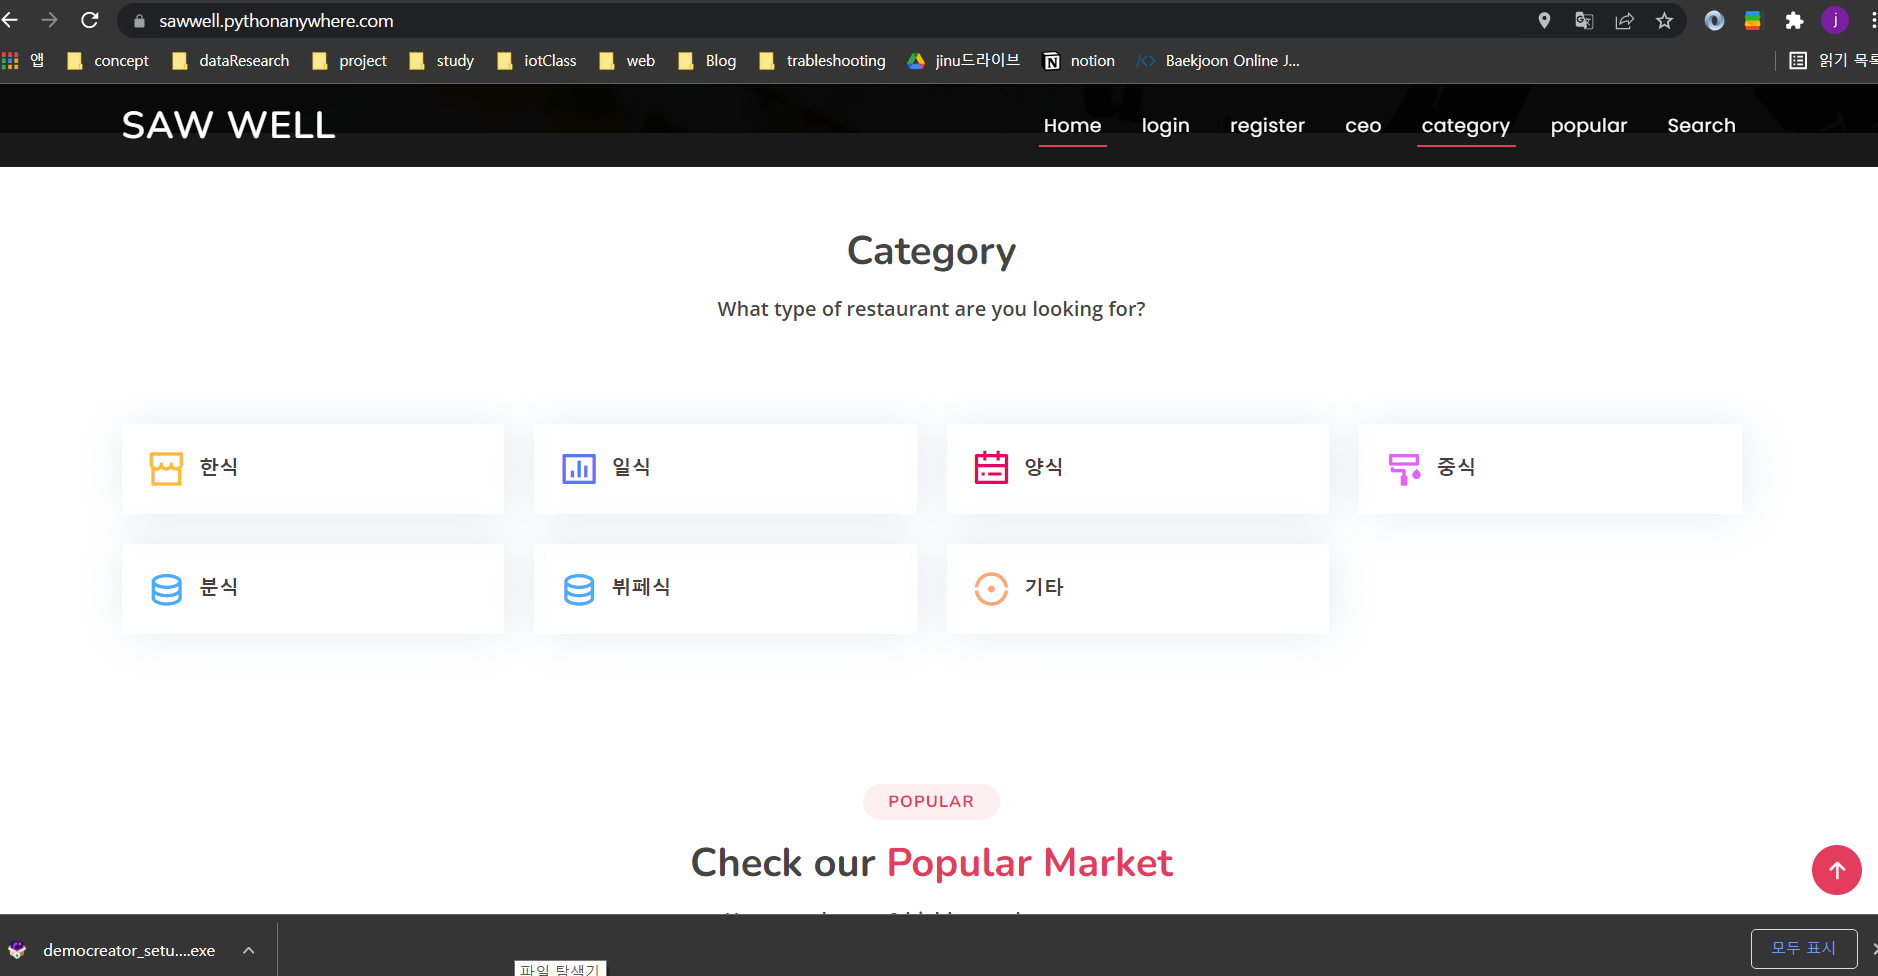 sawwell.pythonanywhere.com
j
앱 concept dataResearch project study iotClass web Blog trableshooting jinu드라이브 notion Baekjoon Online J... 읽기 목록
SAW WELL
Home login register ceo category popular Search
Category
What type of restaurant are you looking for?
한식 일식 양식 중식
분식 뷔페식 기타
POPULAR
Check our Popular Market
democreator_setu....exe
모두 표시
파일 탐색기